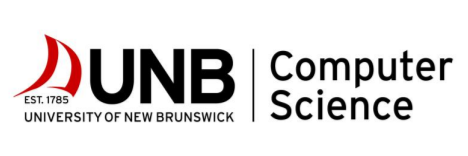 UNB
EST. 1785
UNIVERSITY OF NEW BRUNSWICK
Computer
Science